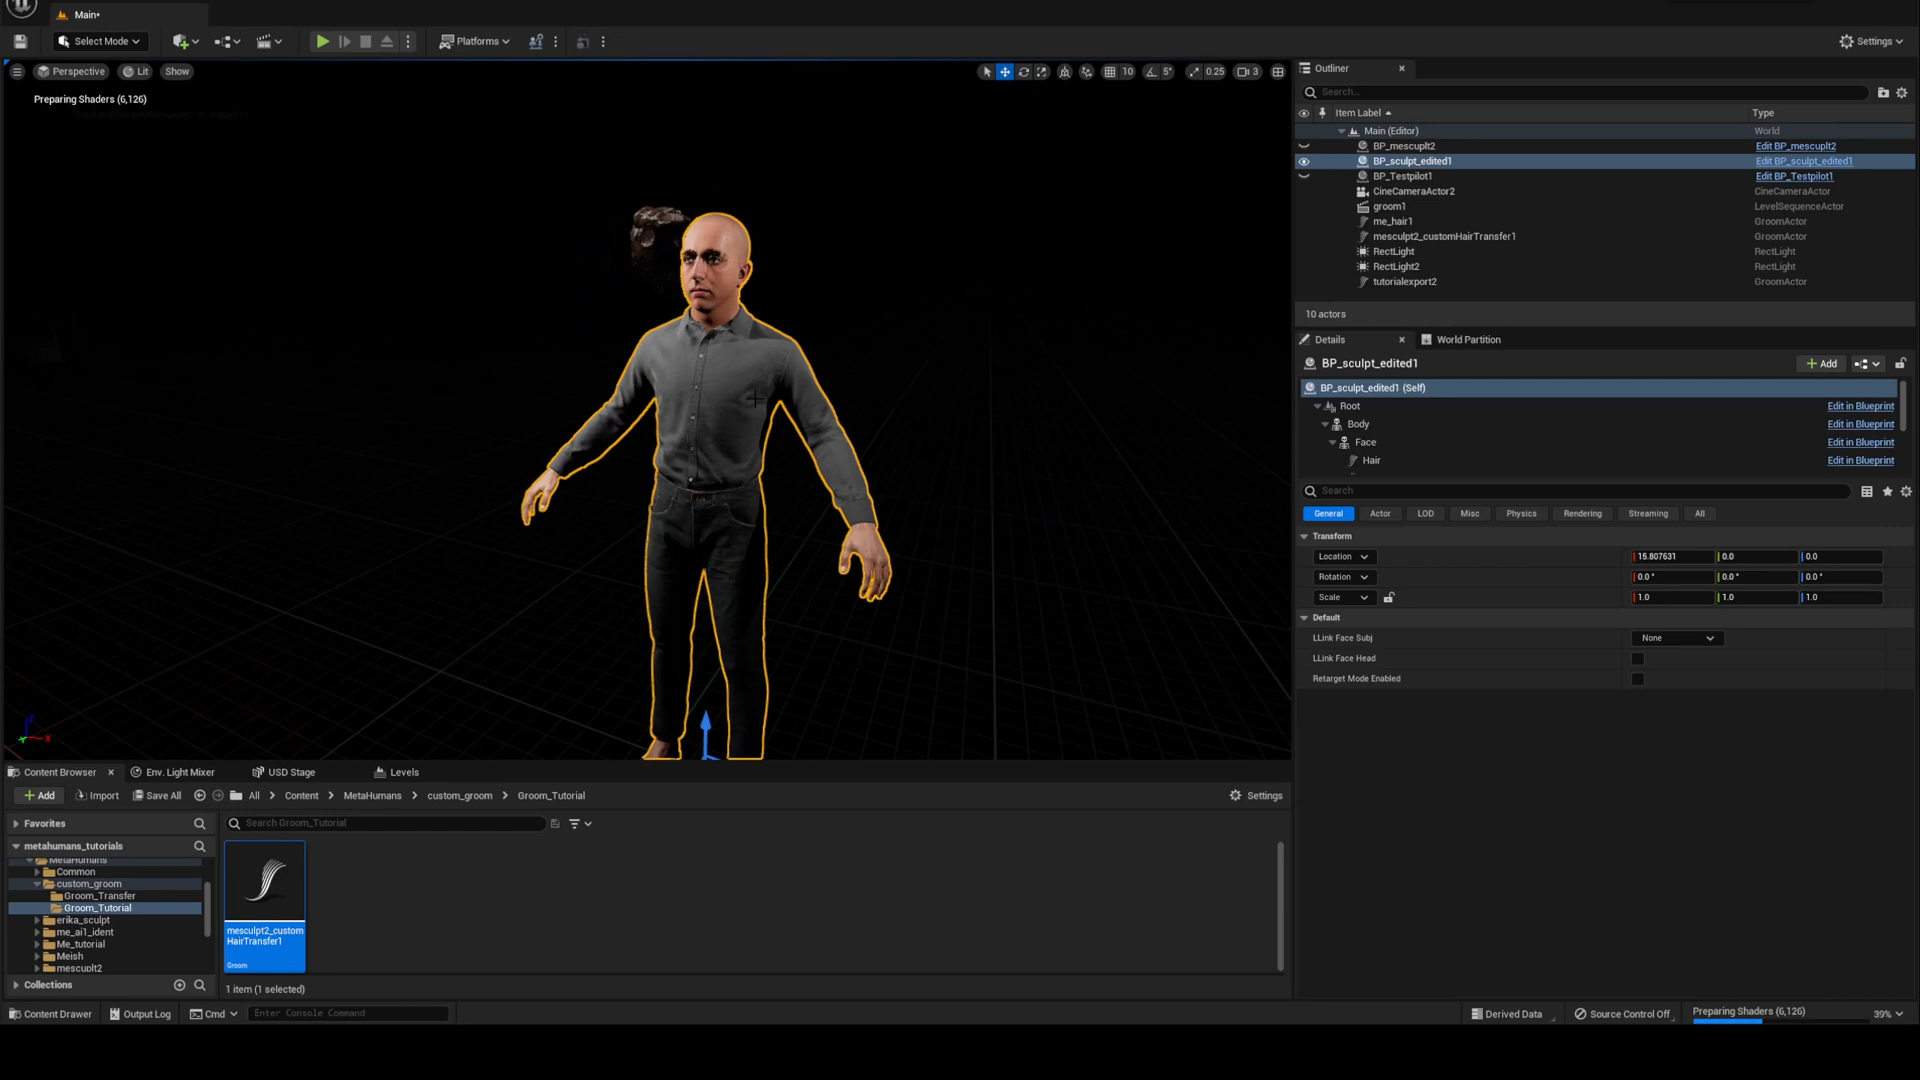 Main•
Select Mode
Platforms
Settings
Perspective
Lit
Show
10
5°
0.25
3
Preparing Shaders (6,126)
Outliner
Search...
Item Label
Type
Main (Editor)
World
BP_mescuplt2
Edit BP_mescuplt2
BP_sculpt_edited1
Edit BP_sculpt_edited1
BP_Testpilot1
Edit BP_Testpilot1
CineCameraActor2
CineCameraActor
groom1
LevelSequenceActor
me_hair1
GroomActor
mesculpt2_customHairTransfer1
GroomActor
RectLight
RectLight
RectLight2
RectLight
tutorialexport2
GroomActor
10 actors
Details
World Partition
BP_sculpt_edited1
Add
BP_sculpt_edited1 (Self)
Root
Edit in Blueprint
Body
Edit in Blueprint
Face
Edit in Blueprint
Hair
Edit in Blueprint
Search
General
Actor
LOD
Misc
Physics
Rendering
Streaming
All
Transform
Location
15.807631
0.0
0.0
Rotation
0.0 °
0.0 °
0.0 °
Scale
1.0
1.0
1.0
Default
LLink Face Subj
None
LLink Face Head
Retarget Mode Enabled
Content Browser
Env. Light Mixer
USD Stage
Levels
Add
Import
Save All
All
Content
MetaHumans
custom_groom
Groom_Tutorial
Settings
Favorites
Search Groom_Tutorial
metahumans_tutorials
MetaHumans
Common
custom_groom
Groom_Transfer
Groom_Tutorial
erika_sculpt
me_ai1_ident
Me_tutorial
Meish
mescuplt2
Collections
mesculpt2_custom
HairTransfer1
Groom
1 item (1 selected)
Content Drawer
Output Log
Cmd
Enter Console Command
Derived Data
Source Control Off
Preparing Shaders (6,126)
39%